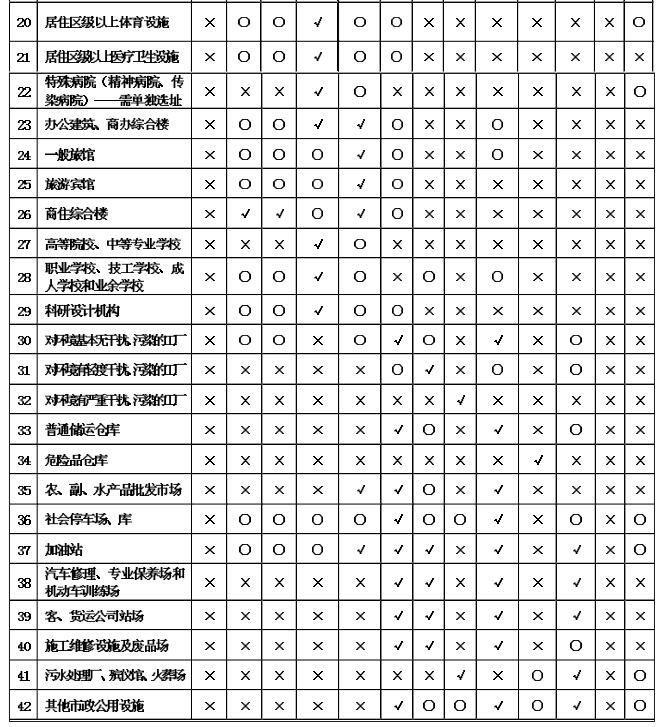 20 居住区级以上体育设施 × O O √ O O × × × × × × O
21 居住区级以上医疗卫生设施 × O O √ O O × × × × × × ×
22 特殊病院（精神病院、传
染病院）——需单独选址 × × × √ O × × × × × × × O
23 办公建筑、商办综合楼 × O O √ √ O × × O × × × ×
24 一般旅馆 × O O O √ O × × O × × × ×
25 旅游宾馆 × O O O √ O × × × × × × ×
26 商住综合楼 × √ √ O √ O × × × × × × ×
27 高等院校、中等专业学校 × × × √ O × × × × × × × ×
28 职业学校、技工学校、成
人学校和业余学校 × O O √ O × O × O × × × ×
29 科研设计机构 × O O √ O O × × × × × × ×
30 对环境基本无干扰、污染的工厂 × O O × O √ O × √ × O × ×
31 对环境有轻度干扰、污染的工厂 × × × × × O √ × O × O × ×
32 对环境有严重干扰、污染的工厂 × × × × × × × √ × × × × ×
33 普通储运仓库 × × × × × √ O × √ × O × ×
34 危险品仓库 × × × × × × × × × √ × × ×
35 农、副、水产品批发市场 × × × × √ √ O × √ × × × ×
36 社会停车场、库 × O O O O √ O O √ × O × O
37 加油站 × O O O √ √ √ × √ × √ × O
38 汽车修理、专业保养场和
机动车训练场 × × × × × √ √ × √ × √ × ×
39 客、货运公司站场 × × × × × √ √ × √ × √ × ×
40 施工维修设施及废品场 × × × × × √ √ × √ × O × ×
41 污水处理厂、殡仪馆、火葬场 × × × × × × × √ × O √ × O
42 其他市政公用设施 × × × × × √ O O √ O √ × O